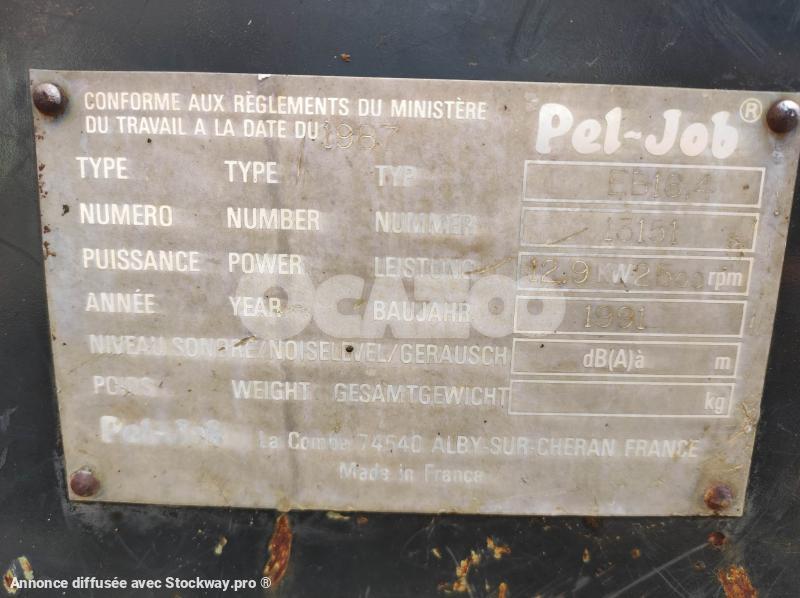 CONFORME AUX RÈGLEMENTS DU MINISTÈRE
DU TRAVAIL A LA DATE DU 1987
Pel-Job ®
TYPE TYPE TYP EB16.4
NUMERO NUMBER NUMMER 13151
PUISSANCE POWER LEISTUNG 12.9 KW 2500 rpm
ANNÉE YEAR BAUJAHR 1991
OCAZOO
NIVEAU SONORE/NOISELEVEL/GERAUSCH dB(A)à m
POIDS WEIGHT GESAMTGEWICHT kg
Pel-Job La Combe 74540 ALBY-SUR-CHERAN FRANCE
Made in France
Annonce diffusée avec Stockway.pro ®